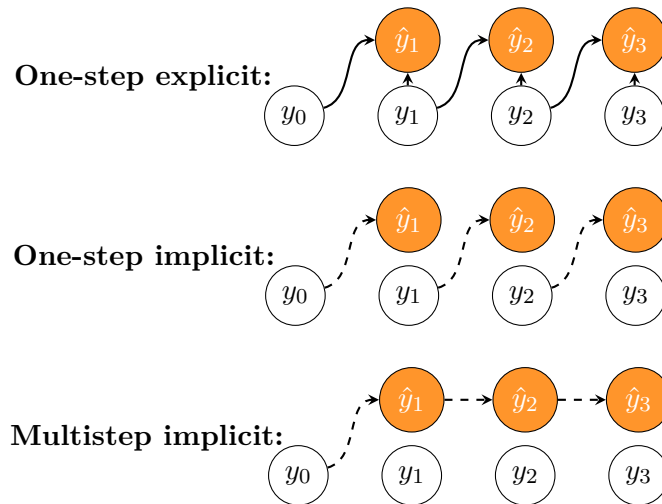 ŷ₁ ŷ₂ ŷ₃
One-step explicit:
y₀ y₁ y₂ y₃
ŷ₁ ŷ₂ ŷ₃
One-step implicit:
y₀ y₁ y₂ y₃
ŷ₁ ŷ₂ ŷ₃
Multistep implicit:
y₀ y₁ y₂ y₃